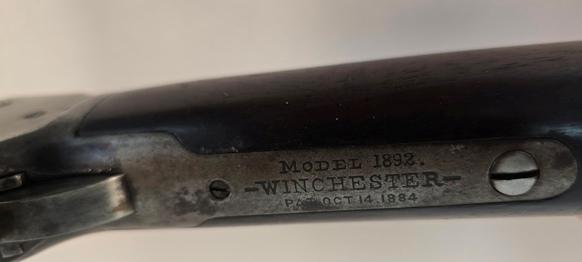 MODEL 1892.
-WINCHESTER-
PAT. OCT 14. 1884